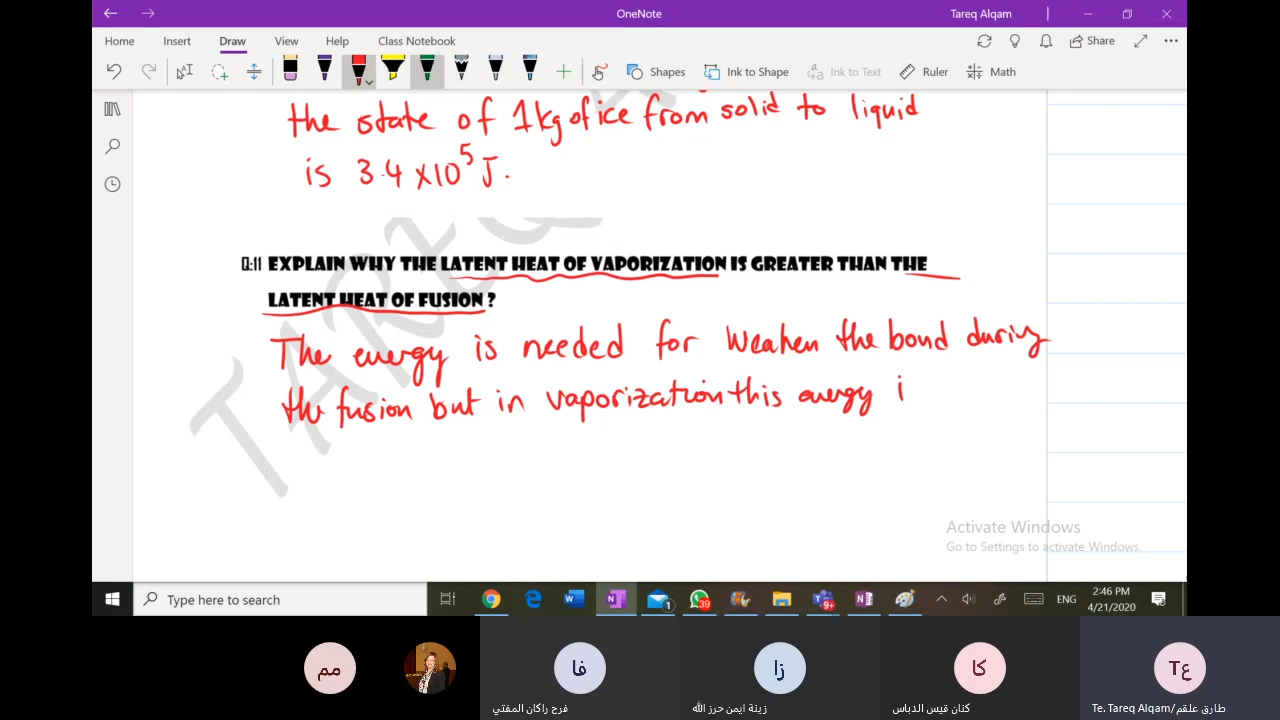 OneNote
Tareq Alqam
Home Insert Draw View Help Class Notebook
Share
Shapes Ink to Shape Ink to Text Ruler Math
the state of 1kg of ice from solid to liquid
is 3.4 x10⁵ J.
Q:11 EXPLAIN WHY THE LATENT HEAT OF VAPORIZATION IS GREATER THAN THE
LATENT HEAT OF FUSION ?
The energy is needed for weaken the bond during
the fusion but in vaporization this energy i
Activate Windows
Go to Settings to activate Windows.
Type here to search
1
39
9+
ENG
2:46 PM
4/21/2020
مم
فا
زا
كا
Tع
فرح راكان المفتي
زينة ايمن حرز الله
كنان قيس الدباس
Te. Tareq Alqam/طارق علقم